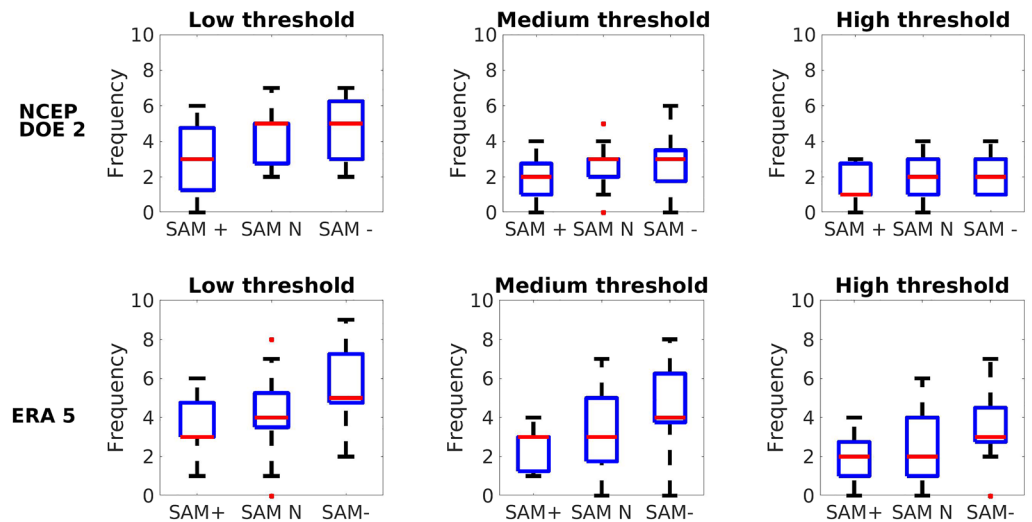 Low threshold
Medium threshold
High threshold
NCEP
DOE 2
Frequency
10
8
6
4
2
0
SAM + SAM N SAM -
Frequency
10
8
6
4
2
0
SAM + SAM N SAM -
Frequency
10
8
6
4
2
0
SAM + SAM N SAM -
Low threshold
Medium threshold
High threshold
ERA 5
Frequency
10
8
6
4
2
0
SAM+ SAM N SAM-
Frequency
10
8
6
4
2
0
SAM+ SAM N SAM-
Frequency
10
8
6
4
2
0
SAM+ SAM N SAM-